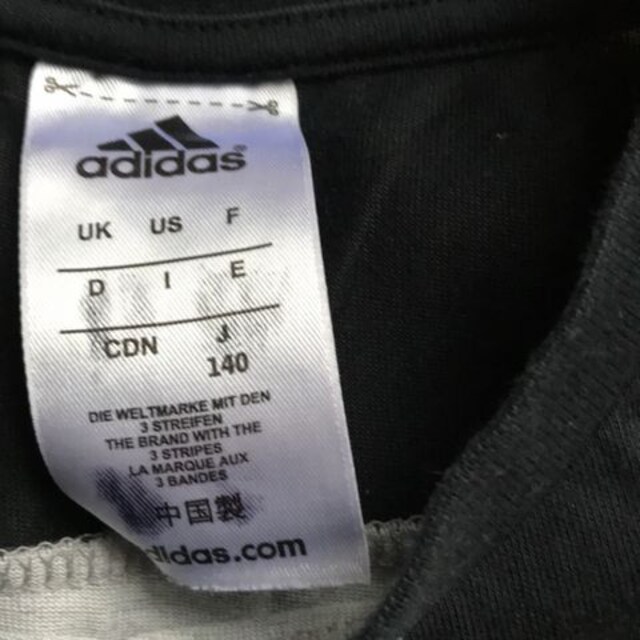 adidas
UK US F
D I E
CDN J
140
DIE WELTMARKE MIT DEN
3 STREIFEN
THE BRAND WITH THE
3 STRIPES
LA MARQUE AUX
3 BANDES
中国製
adidas.com